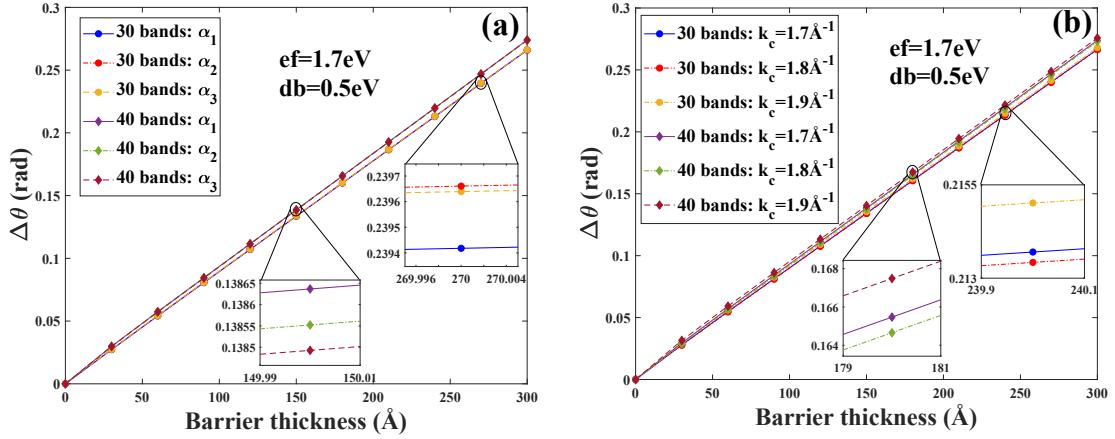 (a)
30 bands: α1
30 bands: α2
30 bands: α3
40 bands: α1
40 bands: α2
40 bands: α3
ef=1.7eV
db=0.5eV
0.3
0.25
0.2
0.15
0.1
0.05
0
Δθ (rad)
0 50 100 150 200 250 300
Barrier thickness (Å)
0.2397
0.2396
0.2395
0.2394
269.996 270 270.004
0.13865
0.1386
0.13855
0.1385
149.99 150.01
(b)
30 bands: kc=1.7Å-1
30 bands: kc=1.8Å-1
30 bands: kc=1.9Å-1
40 bands: kc=1.7Å-1
40 bands: kc=1.8Å-1
40 bands: kc=1.9Å-1
ef=1.7eV
db=0.5eV
0.3
0.25
0.2
0.15
0.1
0.05
0
Δθ (rad)
0 50 100 150 200 250 300
Barrier thickness (Å)
0.2155
0.213
239.9 240.1
0.168
0.166
0.164
179 181